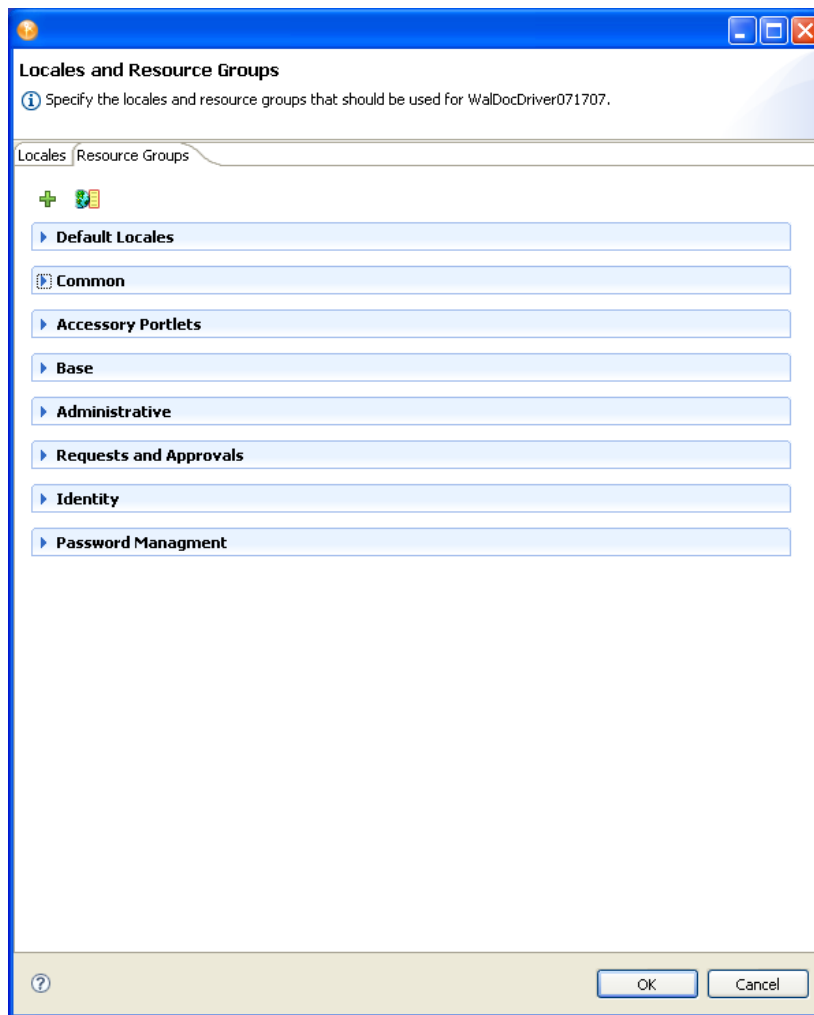 Locales and Resource Groups
Specify the locales and resource groups that should be used for WalDocDriver071707.
Locales Resource Groups
Default Locales
Common
Accessory Portlets
Base
Administrative
Requests and Approvals
Identity
Password Managment
OK Cancel